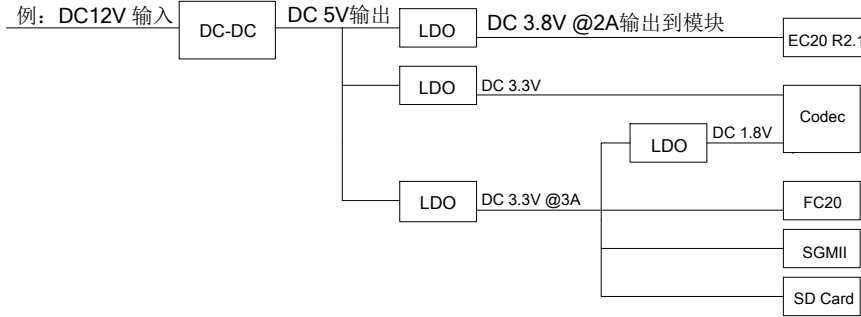 例：DC12V 输入
DC-DC
DC 5V输出
LDO
DC 3.8V @2A输出到模块
EC20 R2.1
LDO
DC 3.3V
Codec
LDO
DC 1.8V
LDO
DC 3.3V @3A
FC20
SGMII
SD Card